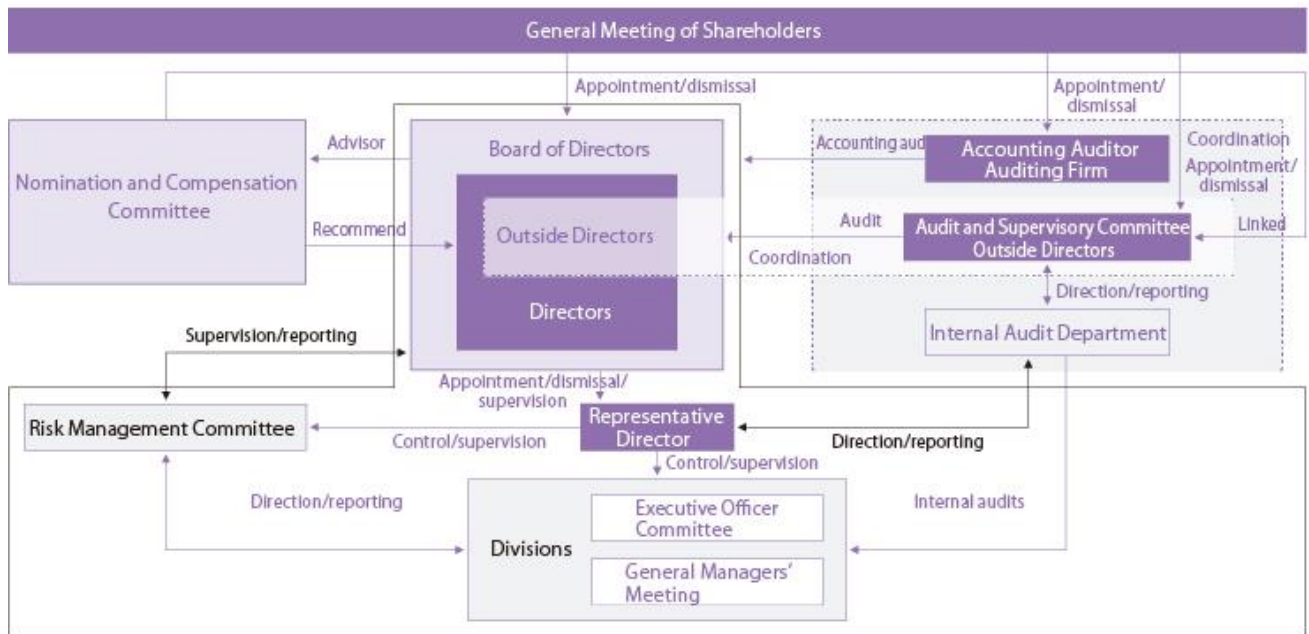 General Meeting of Shareholders
Appointment/dismissal
Appointment/
dismissal
Advisor
Board of Directors
Accounting aud
Accounting Auditor
Auditing Firm
Coordination
Appointment/
dismissal
Nomination and Compensation
Committee
Recommend
Outside Directors
Audit
Audit and Supervisory Committee
Outside Directors
Linked
Coordination
Directors
Direction/reporting
Internal Audit Department
Supervision/reporting
Appointment/dismissal/
supervision
Risk Management Committee
Representative
Director
Control/supervision
Direction/reporting
Control/supervision
Direction/reporting
Executive Officer
Committee
Internal audits
Divisions
General Managers'
Meeting